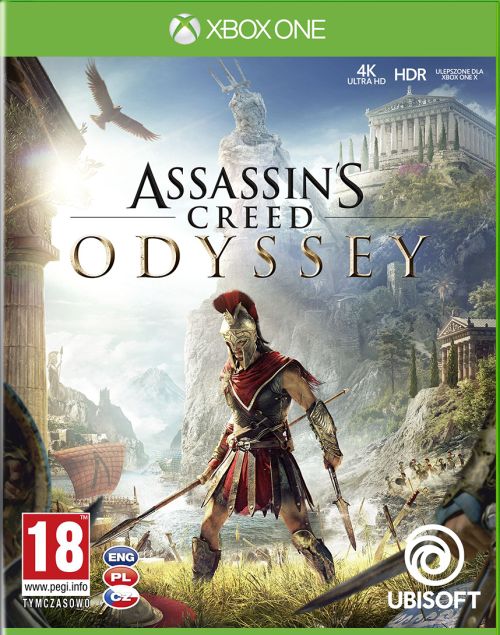 XBOX ONE
4K
ULTRA HD
HDR
ULEPSZONE DLA
XBOX ONE X
ASSASSIN'S
CREED
ODYSSEY
18
www.pegi.info
TYMCZASOWO
ENG
PL
CZ
UBISOFT